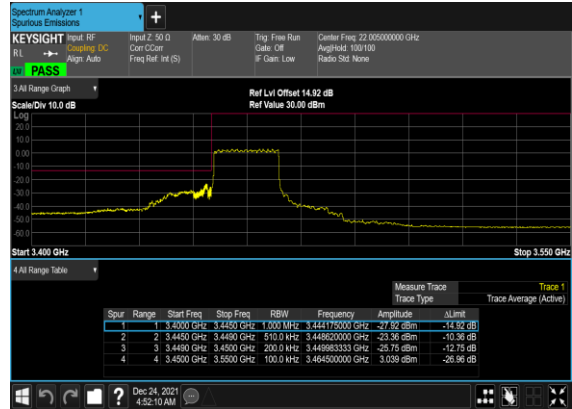 Spectrum Analyzer 1
Spurious Emissions
+
KEYSIGHT Input: RF Input Z: 50 Ω Atten: 30 dB Trig: Free Run Center Freq: 22.005000000 GHz
RL Coupling: DC Corr CCorr Gate: Off Avg|Hold: 100/100
Align: Auto Freq Ref: Int (S) IF Gain: Low Radio Std: None
LW PASS
3 All Range Graph
Ref Lvl Offset 14.92 dB
Scale/Div 10.0 dB Ref Value 30.00 dBm
Log
20.0
10.0
0.00
-10.0
-20.0
-30.0
-40.0
-50.0
-60.0
Start 3.400 GHz Stop 3.550 GHz
4 All Range Table
Measure Trace Trace 1
Trace Type Trace Average (Active)
Spur Range Start Freq Stop Freq RBW Frequency Amplitude ΔLimit
1 1 3.4000 GHz 3.4450 GHz 1.000 MHz 3.444175000 GHz -27.92 dBm -14.92 dB
2 2 3.4450 GHz 3.4490 GHz 510.0 kHz 3.448620000 GHz -23.36 dBm -10.36 dB
3 3 3.4490 GHz 3.4500 GHz 200.0 kHz 3.449983333 GHz -25.75 dBm -12.75 dB
4 4 3.4500 GHz 3.5500 GHz 100.0 kHz 3.464500000 GHz 3.039 dBm -26.96 dB
? Dec 24, 2021
4:52:10 AM